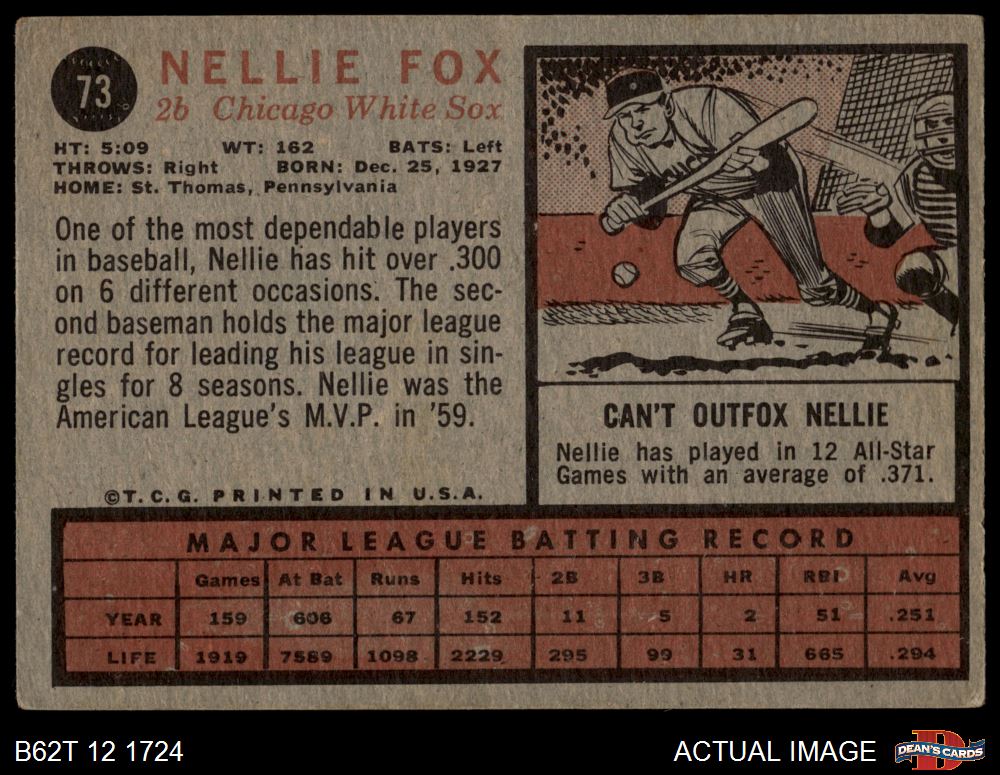 73
NELLIE FOX
2b Chicago White Sox
HT: 5:09 WT: 162 BATS: Left
THROWS: Right BORN: Dec. 25, 1927
HOME: St. Thomas, Pennsylvania
One of the most dependable players
in baseball, Nellie has hit over .300
on 6 different occasions. The sec-
ond baseman holds the major league
record for leading his league in sin-
gles for 8 seasons. Nellie was the
American League's M.V.P. in '59.
©T.C.G. PRINTED IN U.S.A.
CAN'T OUTFOX NELLIE
Nellie has played in 12 All-Star
Games with an average of .371.
MAJOR LEAGUE BATTING RECORD
Games At Bat Runs Hits 2B 3B HR RBI Avg
YEAR 159 606 67 152 11 5 2 51 .251
LIFE 1919 7589 1098 2229 295 99 31 665 .294
B62T 12 1724
ACTUAL IMAGE
D
DEAN'S CARDS